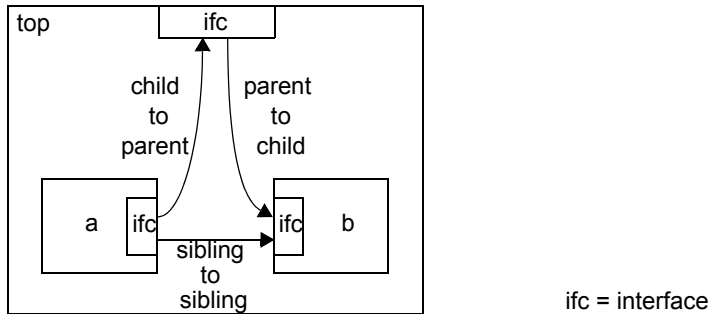 top
ifc
child
to
parent
parent
to
child
a
ifc
ifc
b
sibling
to
sibling
ifc = interface